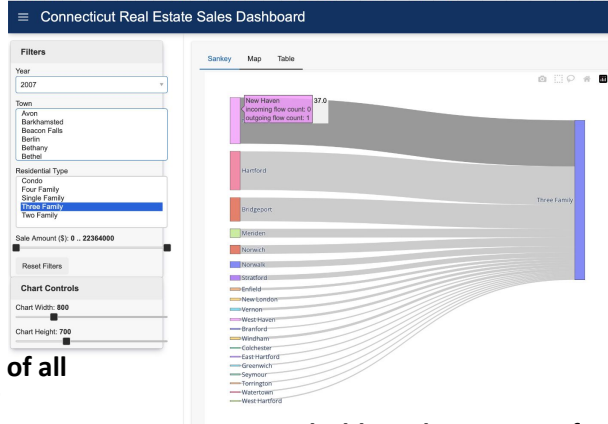 Connecticut Real Estate Sales Dashboard
Filters
Year
2007
Town
Avon
Barkhamsted
Beacon Falls
Berlin
Bethany
Bethel
Residential Type
Condo
Four Family
Single Family
Three Family
Two Family
Sale Amount ($): 0 .. 22364000
Reset Filters
Chart Controls
Chart Width: 800
Chart Height: 700
of all
Sankey Map Table
New Haven 37.0
incoming flow count: 0
outgoing flow count: 1
Hartford
Bridgeport
Meriden
Norwich
Norwalk
Stratford
Enfield
New London
Vernon
West Haven
Branford
Windham
Colchester
East Hartford
Greenwich
Seymour
Torrington
Watertown
West Hartford
Three Family